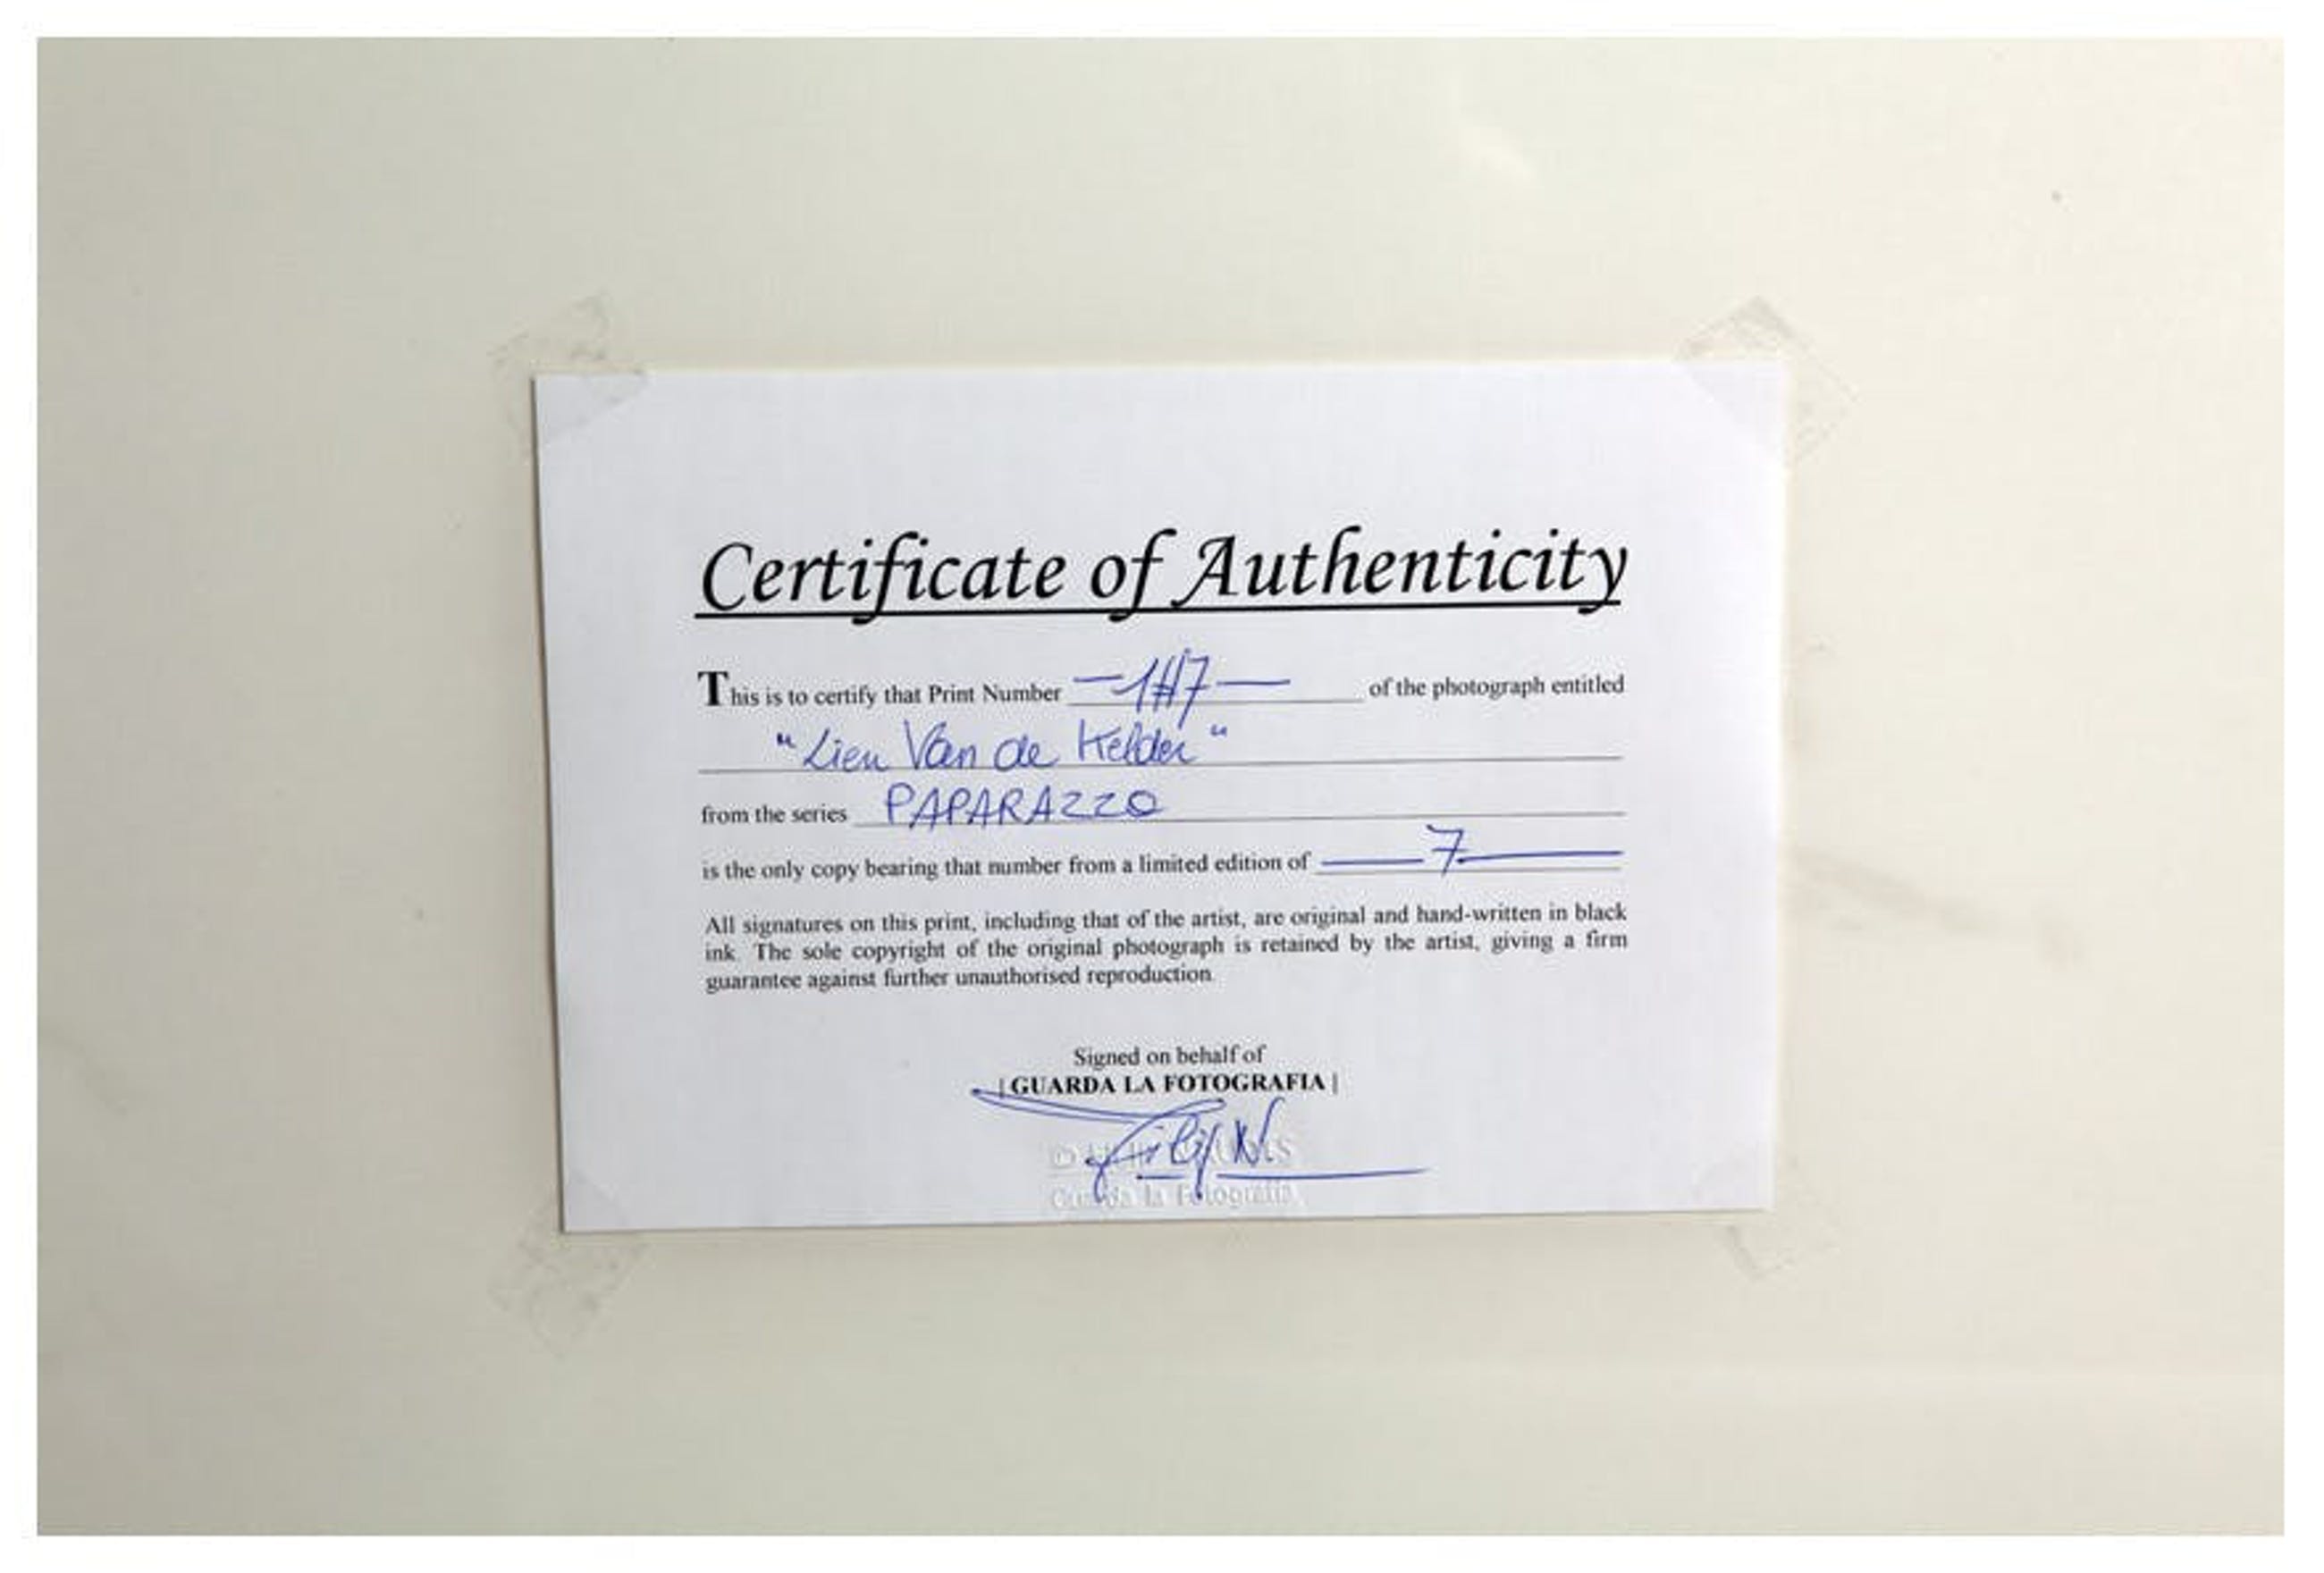 Certificate of Authenticity
This is to certify that Print Number —1/7— of the photograph entitled
"Lien Van de Kelder"
from the series PAPARAZZO
is the only copy bearing that number from a limited edition of 7
All signatures on this print, including that of the artist, are original and hand-written in black
ink. The sole copyright of the original photograph is retained by the artist, giving a firm
guarantee against further unauthorised reproduction.
Signed on behalf of
| GUARDA LA FOTOGRAFIA |
Guarda la Fotografia